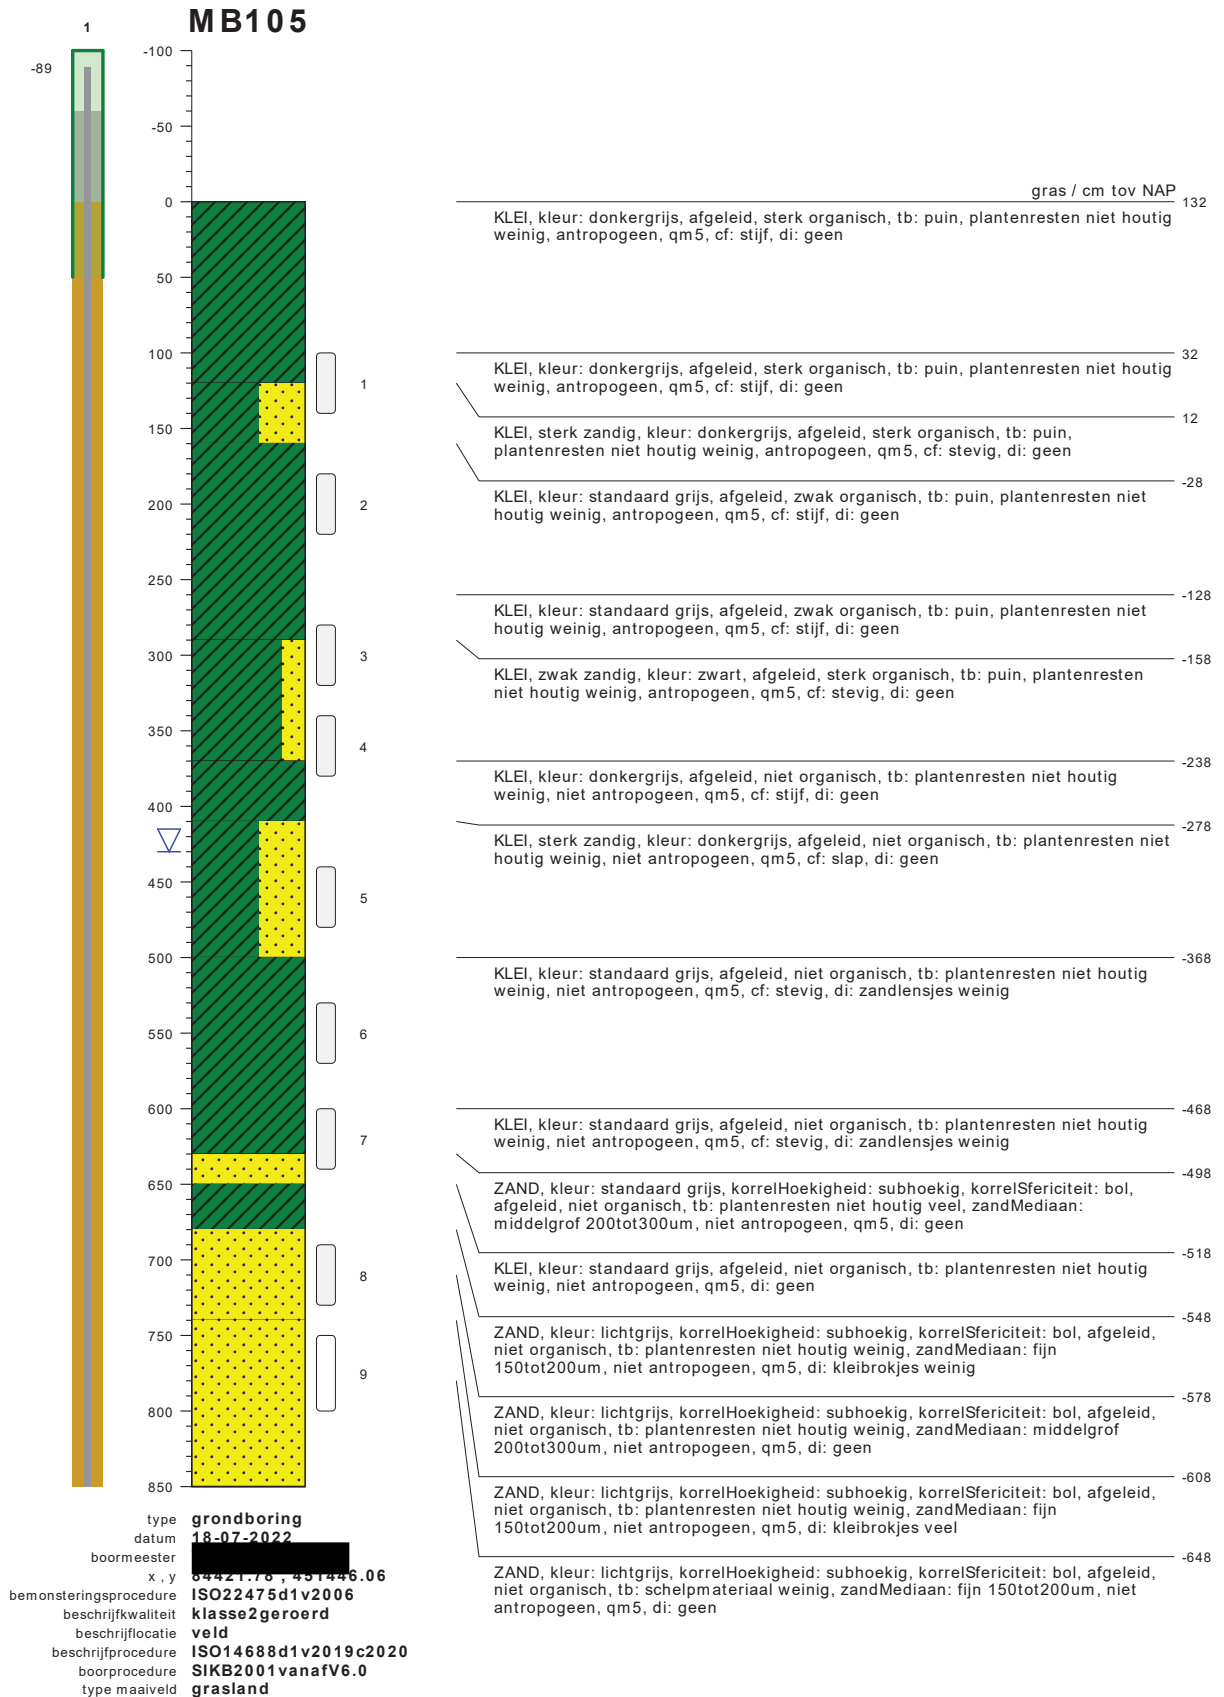 MB105
1
-89
-100
-50
0
50
100
150
200
250
300
350
400
450
500
550
600
650
700
750
800
850
1
2
3
4
5
6
7
8
9
gras / cm tov NAP
132
KLEI, kleur: donkergrijs, afgeleid, sterk organisch, tb: puin, plantenresten niet houtig
weinig, antropogeen, qm5, cf: stijf, di: geen
32
KLEI, kleur: donkergrijs, afgeleid, sterk organisch, tb: puin, plantenresten niet houtig
weinig, antropogeen, qm5, cf: stijf, di: geen
12
KLEI, sterk zandig, kleur: donkergrijs, afgeleid, sterk organisch, tb: puin,
plantenresten niet houtig weinig, antropogeen, qm5, cf: stevig, di: geen
-28
KLEI, kleur: standaard grijs, afgeleid, zwak organisch, tb: puin, plantenresten niet
houtig weinig, antropogeen, qm5, cf: stijf, di: geen
-128
KLEI, kleur: standaard grijs, afgeleid, zwak organisch, tb: puin, plantenresten niet
houtig weinig, antropogeen, qm5, cf: stijf, di: geen
-158
KLEI, zwak zandig, kleur: zwart, afgeleid, sterk organisch, tb: puin, plantenresten
niet houtig weinig, antropogeen, qm5, cf: stevig, di: geen
-238
KLEI, kleur: donkergrijs, afgeleid, niet organisch, tb: plantenresten niet houtig
weinig, niet antropogeen, qm5, cf: stijf, di: geen
-278
KLEI, sterk zandig, kleur: donkergrijs, afgeleid, niet organisch, tb: plantenresten niet
houtig weinig, niet antropogeen, qm5, cf: slap, di: geen
-368
KLEI, kleur: standaard grijs, afgeleid, niet organisch, tb: plantenresten niet houtig
weinig, niet antropogeen, qm5, cf: stevig, di: zandlensjes weinig
-468
KLEI, kleur: standaard grijs, afgeleid, niet organisch, tb: plantenresten niet houtig
weinig, niet antropogeen, qm5, cf: stevig, di: zandlensjes weinig
-498
ZAND, kleur: standaard grijs, korrelHoekigheid: subhoekig, korrelSfericiteit: bol,
afgeleid, niet organisch, tb: plantenresten niet houtig veel, zandMediaan:
middelgrof 200tot300um, niet antropogeen, qm5, di: geen
-518
KLEI, kleur: standaard grijs, afgeleid, niet organisch, tb: plantenresten niet houtig
weinig, niet antropogeen, qm5, di: geen
-548
ZAND, kleur: lichtgrijs, korrelHoekigheid: subhoekig, korrelSfericiteit: bol, afgeleid,
niet organisch, tb: plantenresten niet houtig weinig, zandMediaan: fijn
150tot200um, niet antropogeen, qm5, di: kleibrokjes weinig
-578
ZAND, kleur: lichtgrijs, korrelHoekigheid: subhoekig, korrelSfericiteit: bol, afgeleid,
niet organisch, tb: plantenresten niet houtig weinig, zandMediaan: middelgrof
200tot300um, niet antropogeen, qm5, di: geen
-608
ZAND, kleur: lichtgrijs, korrelHoekigheid: subhoekig, korrelSfericiteit: bol, afgeleid,
niet organisch, tb: plantenresten niet houtig weinig, zandMediaan: fijn
150tot200um, niet antropogeen, qm5, di: kleibrokjes veel
-648
ZAND, kleur: lichtgrijs, korrelHoekigheid: subhoekig, korrelSfericiteit: bol, afgeleid,
niet organisch, tb: schelpmateriaal weinig, zandMediaan: fijn 150tot200um, niet
antropogeen, qm5, di: geen
type grondboring
datum 18-07-2022
boormeester
x , y 84421.78 , 451446.06
bemonsteringsprocedure ISO22475d1v2006
beschrijfkwaliteit klasse2geroerd
beschrijflocatie veld
beschrijfprocedure ISO14688d1v2019c2020
boorprocedure SIKB2001vanafV6.0
type maaiveld grasland